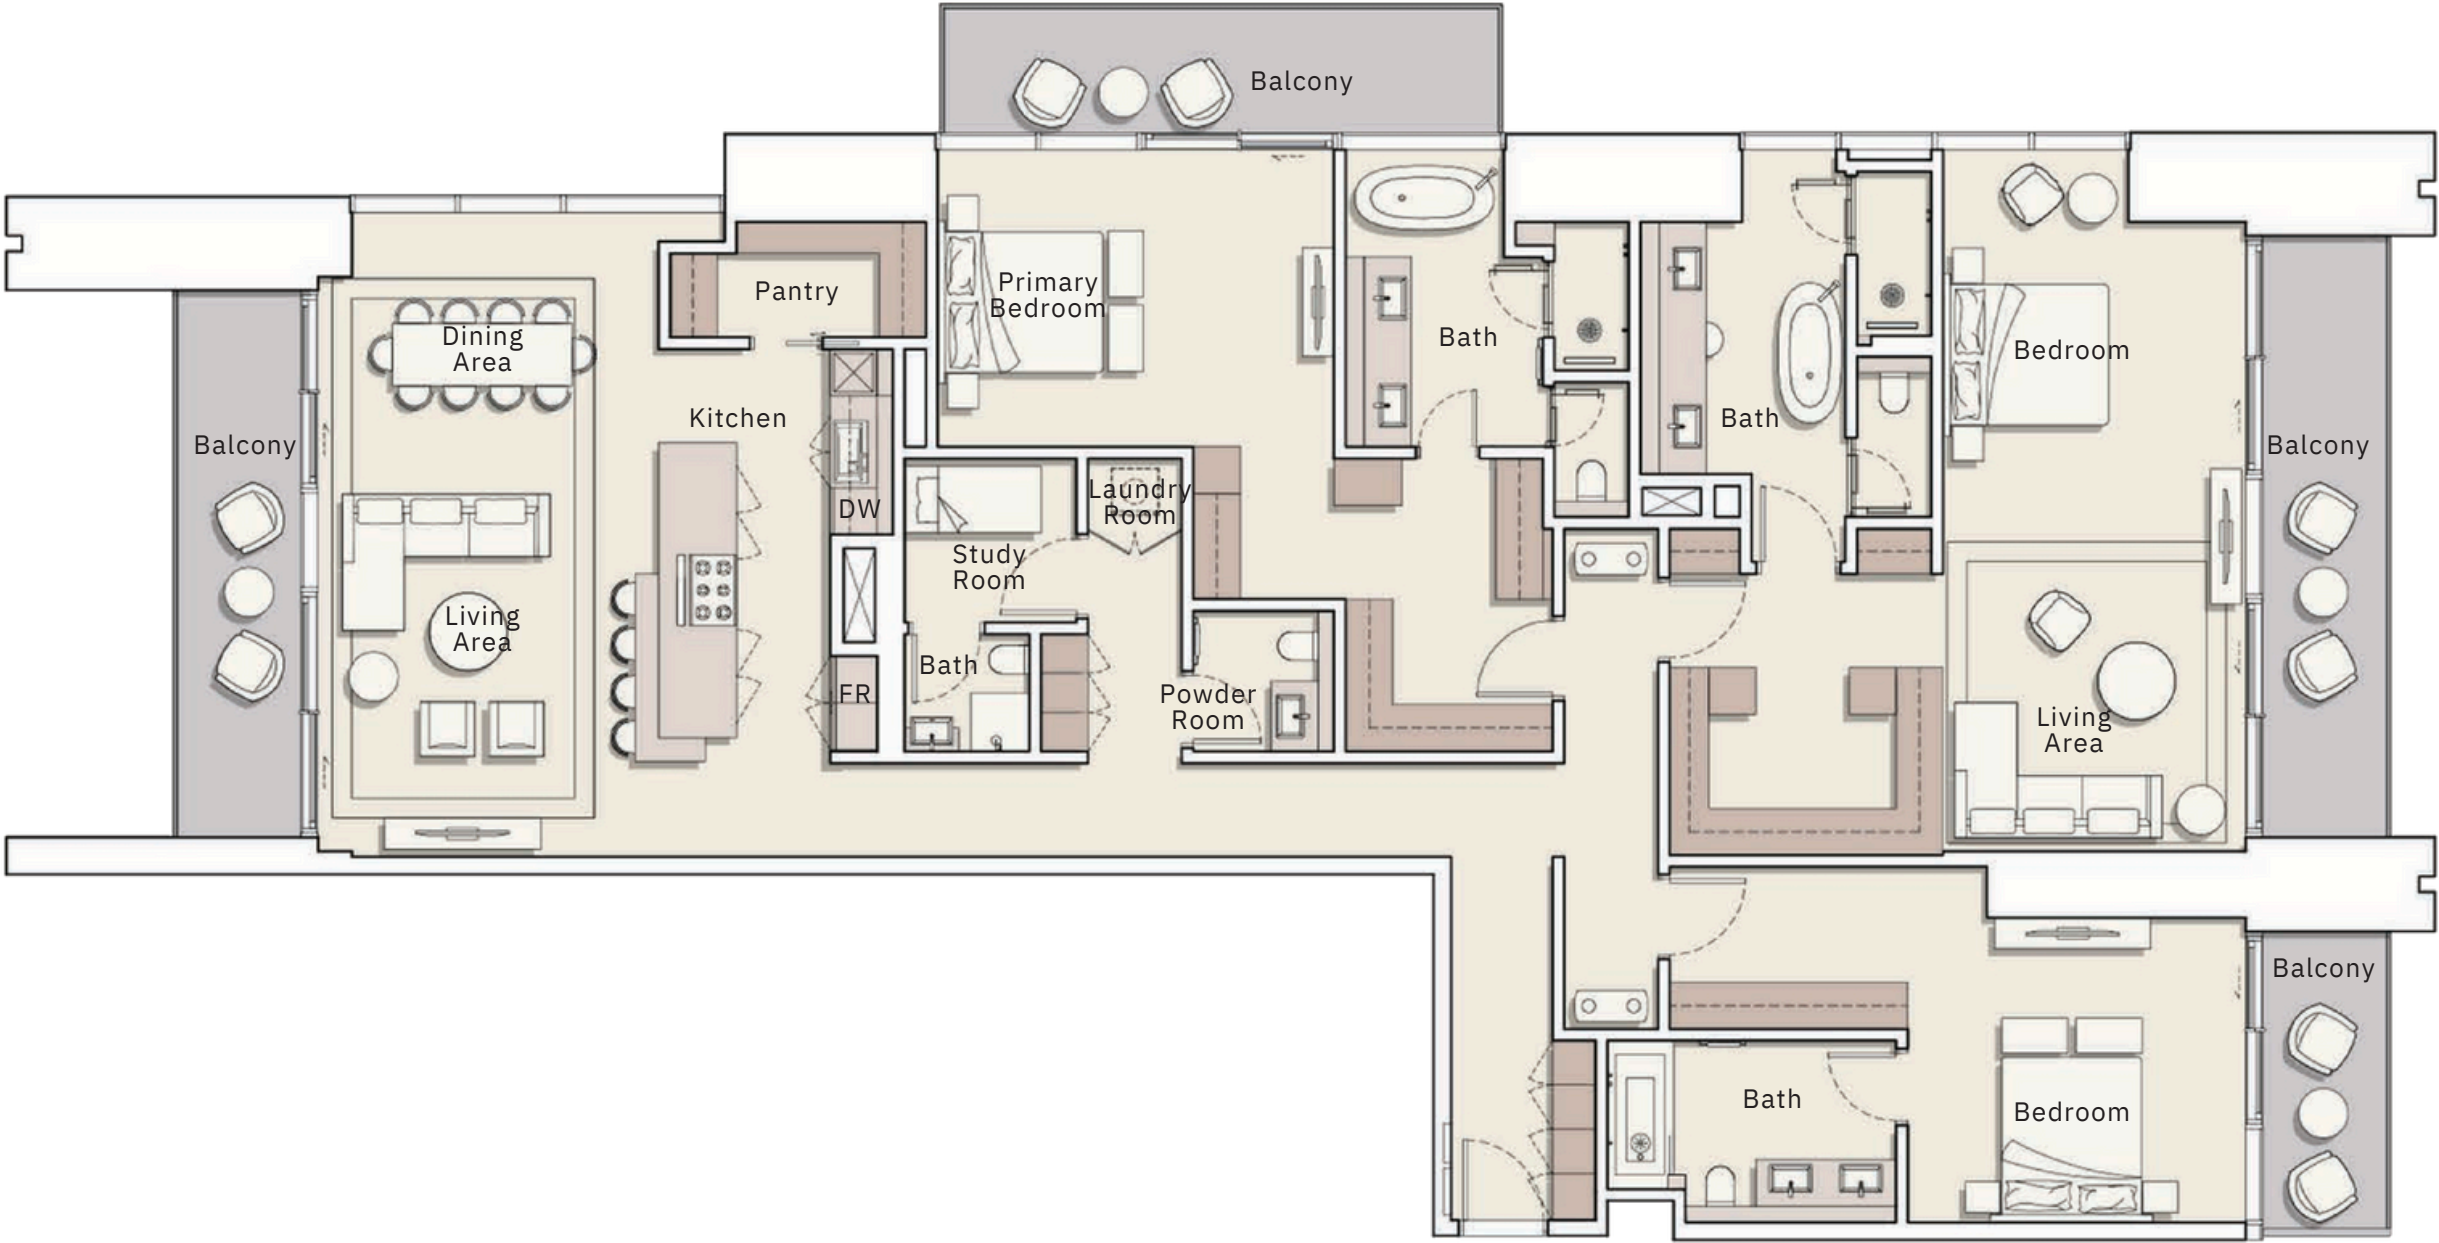 Balcony
Pantry
Primary
Bedroom
Dining
Area
Bath
Bedroom
Kitchen
Bath
Balcony
Balcony
Laundry
Room
DW
Study
Room
Living
Area
Bath
FR
Powder
Room
Living
Area
Balcony
Bath
Bedroom